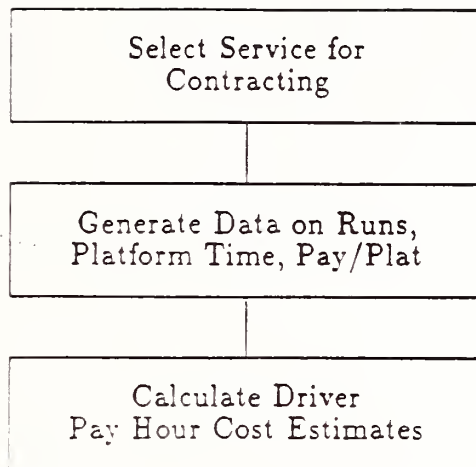 Select Service for
Contracting
Generate Data on Runs,
Platform Time, Pay/Plat
Calculate Driver
Pay Hour Cost Estimates